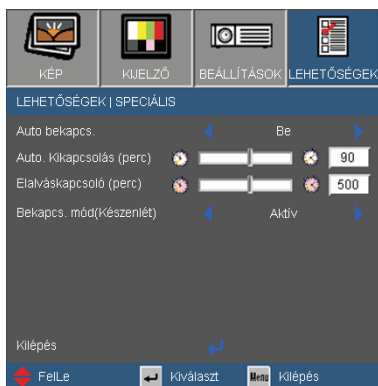 KÉP KIJELZŐ BEÁLLÍTÁSOK LEHETŐSÉGEK
LEHETŐSÉGEK | SPECIÁLIS
Auto bekapcs. Be
Auto. Kikapcsolás (perc) 90
Elalváskapcsoló (perc) 500
Bekapcs. mód(Készenlét) Aktív
Kilépés
FelLe Kiválaszt Menu Kilépés